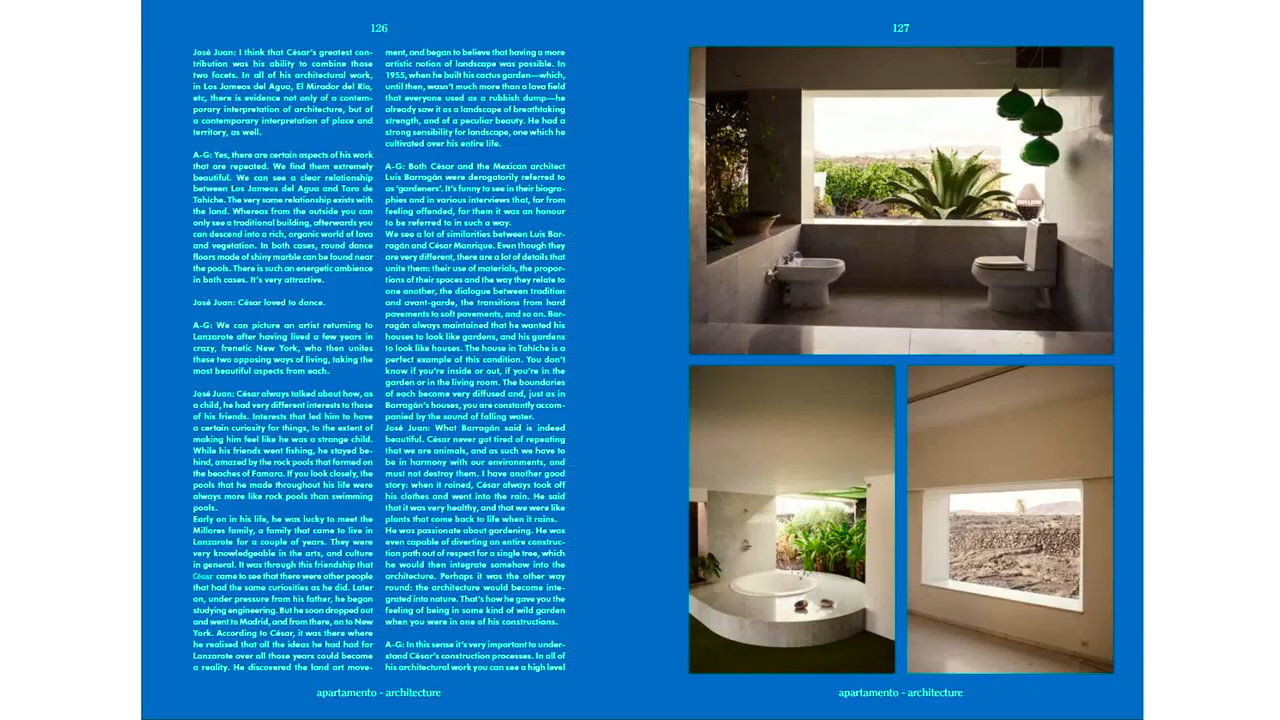 126
José Juan: I think that César's greatest con-
tribution was his ability to combine those
two facets. In all of his architectural work,
in Los Jameos del Agua, El Mirador del Río,
etc, there is evidence not only of a contem-
porary interpretation of architecture, but of
a contemporary interpretation of place and
territory, as well.
A-G: Yes, there are certain aspects of his work
that are repeated. We find them extremely
beautiful. We can see a clear relationship
between Los Jameos del Agua and Taro de
Tahíche. The very same relationship exists with
the land. Whereas from the outside you can
only see a traditional building, afterwards you
can descend into a rich, organic world of lava
and vegetation. In both cases, round dance
floors made of shiny marble can be found near
the pools. There is such an energetic ambience
in both cases. It's very attractive.
José Juan: César loved to dance.
A-G: We can picture an artist returning to
Lanzarote after having lived a few years in
crazy, frenetic New York, who then unites
these two opposing ways of living, taking the
most beautiful aspects from each.
José Juan: César always talked about how, as
a child, he had very different interests to those
of his friends. Interests that led him to have
a certain curiosity for things, to the extent of
making him feel like he was a strange child.
While his friends went fishing, he stayed be-
hind, amazed by the rock pools that formed on
the beaches of Famara. If you look closely, the
pools that he made throughout his life were
always more like rock pools than swimming
pools.
Early on in his life, he was lucky to meet the
Millares family, a family that came to live in
Lanzarote for a couple of years. They were
very knowledgeable in the arts, and culture
in general. It was through this friendship that
César came to see that there were other people
that had the same curiosities as he did. Later
on, under pressure from his father, he began
studying engineering. But he soon dropped out
and went to Madrid, and from there, on to New
York. According to César, it was there where
he realised that all the ideas he had had for
Lanzarote over all those years could become
a reality. He discovered the land art move-
ment, and began to believe that having a more
artistic notion of landscape was possible. In
1955, when he built his cactus garden—which,
until then, wasn't much more than a lava field
that everyone used as a rubbish dump—he
already saw it as a landscape of breathtaking
strength, and of a peculiar beauty. He had a
strong sensibility for landscape, one which he
cultivated over his entire life.
A-G: Both César and the Mexican architect
Luis Barragán were derogatorily referred to
as 'gardeners'. It's funny to see in their biogra-
phies and in various interviews that, far from
feeling offended, for them it was an honour
to be referred to in such a way.
We see a lot of similarities between Luis Bar-
ragán and César Manrique. Even though they
are very different, there are a lot of details that
unite them: their use of materials, the propor-
tions of their spaces and the way they relate to
one another, the dialogue between tradition
and avant-garde, the transitions from hard
pavements to soft pavements, and so on. Bar-
ragán always maintained that he wanted his
houses to look like gardens, and his gardens
to look like houses. The house in Tahíche is a
perfect example of this condition. You don't
know if you're inside or out, if you're in the
garden or in the living room. The boundaries
of each become very diffused and, just as in
Barragán's houses, you are constantly accom-
panied by the sound of falling water.
José Juan: What Barragán said is indeed
beautiful. César never got tired of repeating
that we are animals, and as such we have to
be in harmony with our environments, and
must not destroy them. I have another good
story: when it rained, César always took off
his clothes and went into the rain. He said
that it was very healthy, and that we were like
plants that come back to life when it rains.
He was passionate about gardening. He was
even capable of diverting an entire construc-
tion path out of respect for a single tree, which
he would then integrate somehow into the
architecture. Perhaps it was the other way
round: the architecture would become inte-
grated into nature. That's how he gave you the
feeling of being in some kind of wild garden
when you were in one of his constructions.
A-G: In this sense it's very important to under-
stand César's construction processes. In all of
his architectural work you can see a high level
apartamento - architecture
127
apartamento - architecture